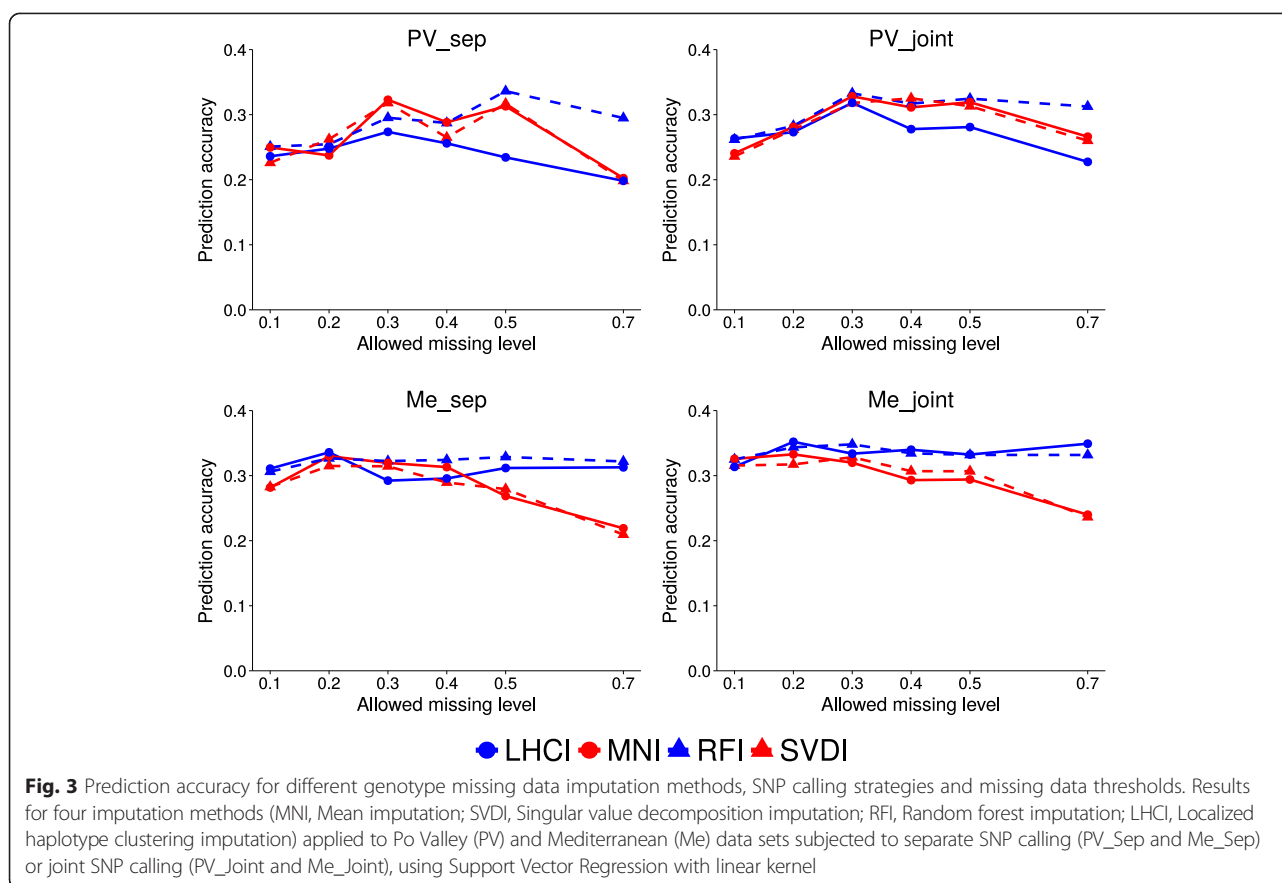 PV_sep
0.4
0.3
0.2
0.1
0.0
Prediction accuracy
0.1 0.2 0.3 0.4 0.5 0.7
Allowed missing level
PV_joint
0.4
0.3
0.2
0.1
0.0
Prediction accuracy
0.1 0.2 0.3 0.4 0.5 0.7
Allowed missing level
Me_sep
0.4
0.3
0.2
0.1
0.0
Prediction accuracy
0.1 0.2 0.3 0.4 0.5 0.7
Allowed missing level
Me_joint
0.4
0.3
0.2
0.1
0.0
Prediction accuracy
0.1 0.2 0.3 0.4 0.5 0.7
Allowed missing level
LHCI MNI RFI SVDI
Fig. 3 Prediction accuracy for different genotype missing data imputation methods, SNP calling strategies and missing data thresholds. Results
for four imputation methods (MNI, Mean imputation; SVDI, Singular value decomposition imputation; RFI, Random forest imputation; LHCI, Localized
haplotype clustering imputation) applied to Po Valley (PV) and Mediterranean (Me) data sets subjected to separate SNP calling (PV_Sep and Me_Sep)
or joint SNP calling (PV_Joint and Me_Joint), using Support Vector Regression with linear kernel